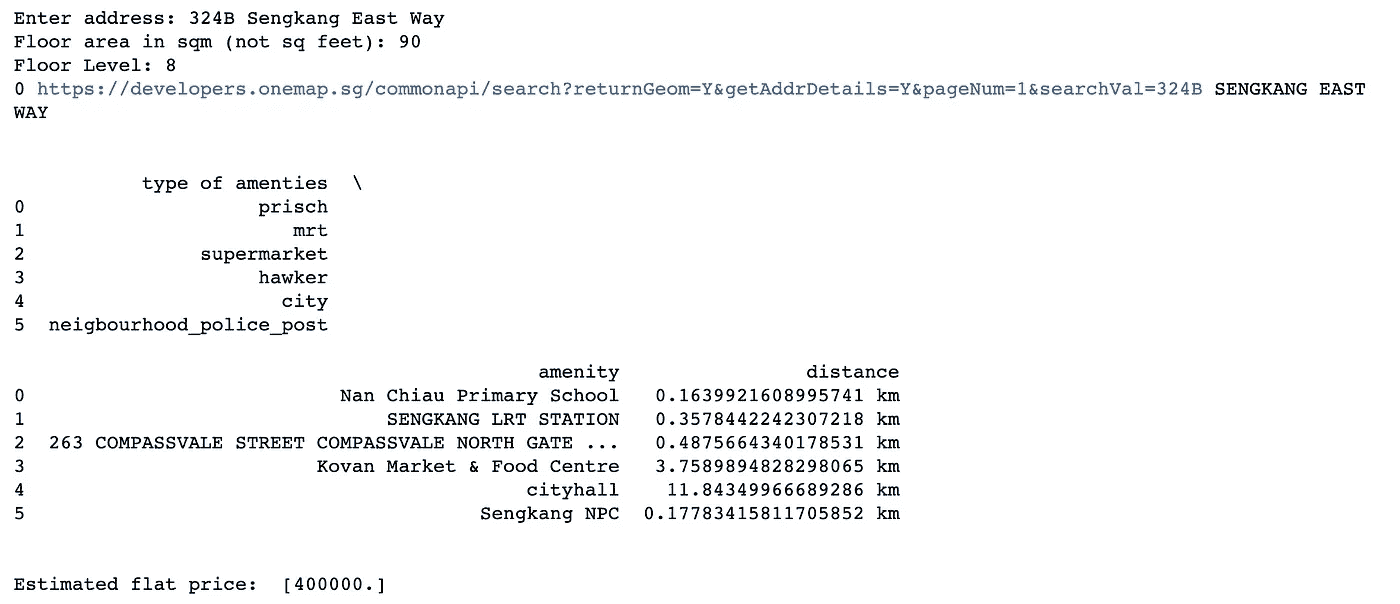 Enter address: 324B Sengkang East Way
Floor area in sqm (not sq feet): 90
Floor Level: 8
0 https://developers.onemap.sg/commonapi/search?returnGeom=Y&getAddrDetails=Y&pageNum=1&searchVal=324B SENGKANG EAST
WAY
type of amenties \
0 prisch
1 mrt
2 supermarket
3 hawker
4 city
5 neigbourhood_police_post
amenity distance
0 Nan Chiau Primary School 0.1639921608995741 km
1 SENGKANG LRT STATION 0.3578442242307218 km
2 263 COMPASSVALE STREET COMPASSVALE NORTH GATE ... 0.4875664340178531 km
3 Kovan Market & Food Centre 3.7589894828298065 km
4 cityhall 11.84349966689286 km
5 Sengkang NPC 0.17783415811705852 km
Estimated flat price: [400000.]